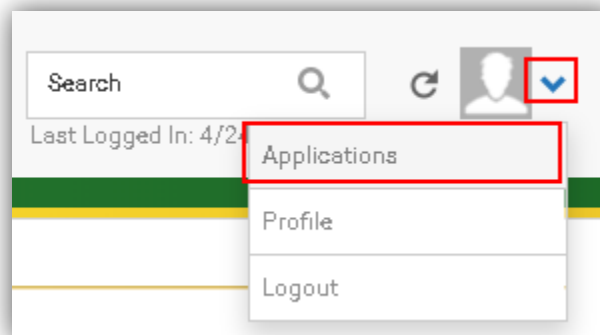 Search
Last Logged In: 4/24
Applications
Profile
Logout